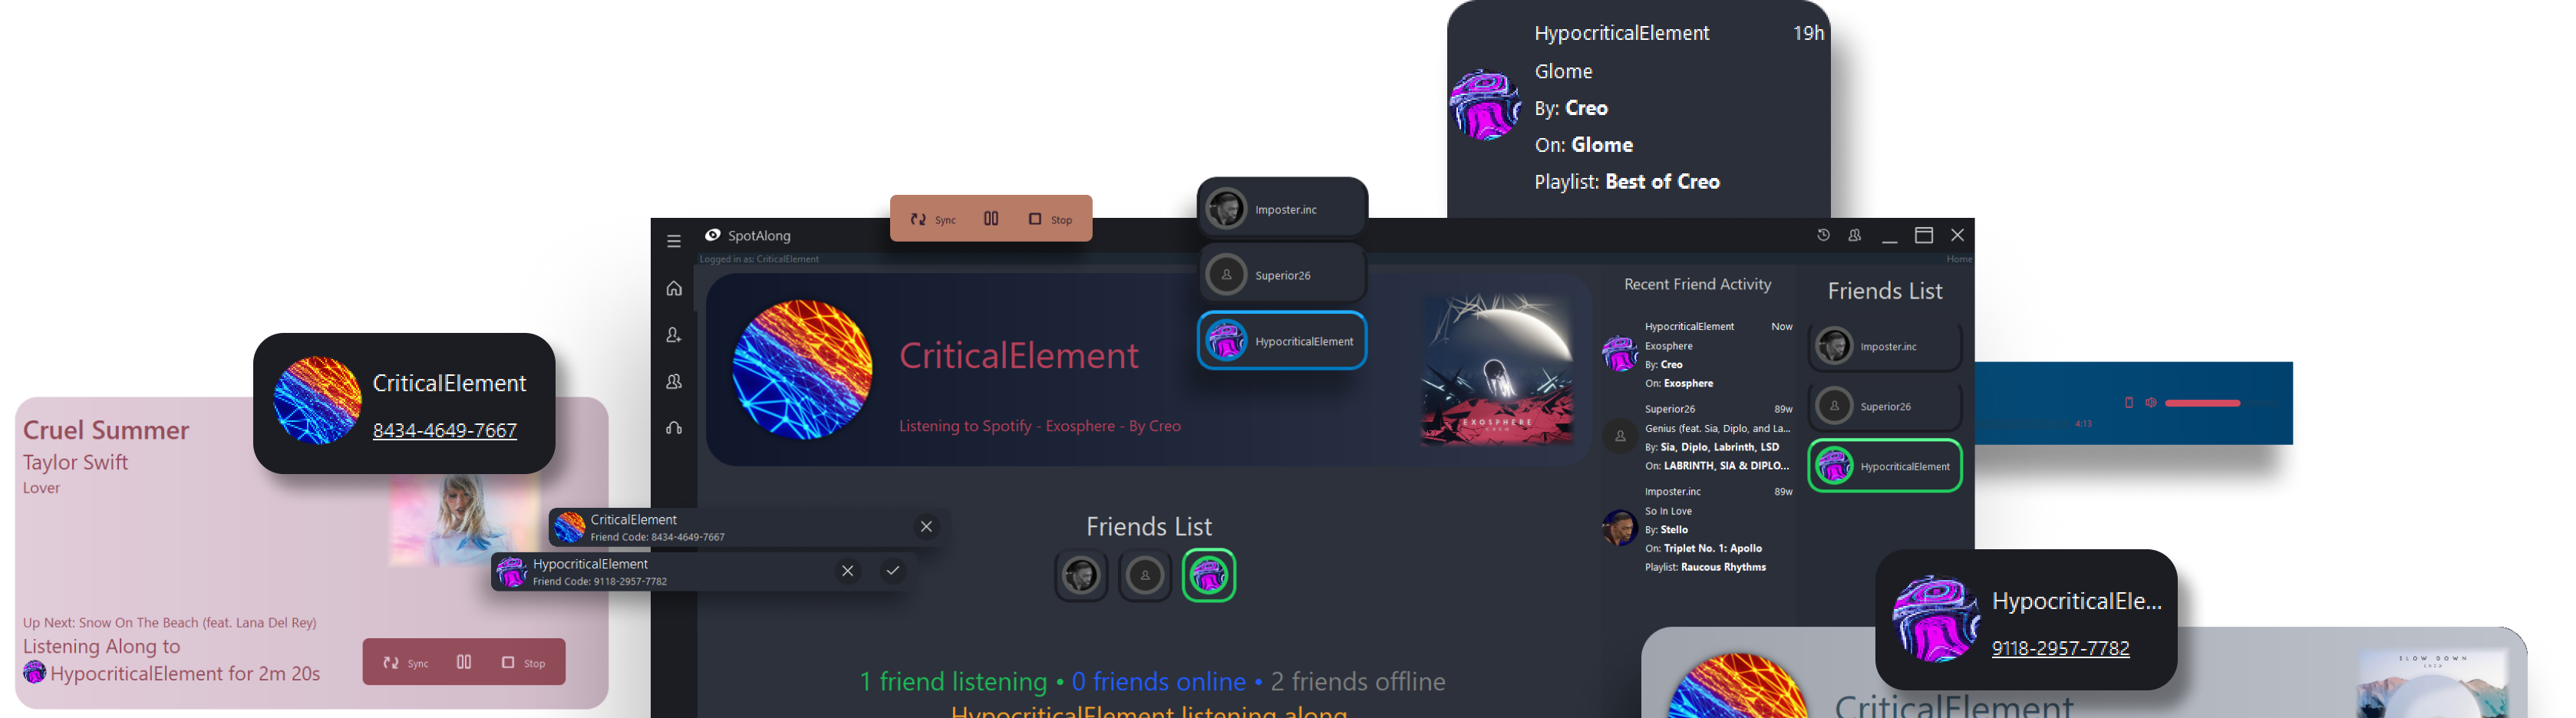 HypocriticalElement 19h
Glome
By: Creo
On: Glome
Playlist: Best of Creo
Sync Stop
Imposter.inc
Superior26
HypocriticalElement
SpotAlong
Logged in as: CriticalElement
Home
CriticalElement
Listening to Spotify - Exosphere - By Creo
EXOSPHERE
CREO
Recent Friend Activity
HypocriticalElement Now
Exosphere
By: Creo
On: Exosphere
Superior26 89w
Genius (feat. Sia, Diplo, and La...
By: Sia, Diplo, Labrinth, LSD
On: LABRINTH, SIA & DIPLO...
Imposter.inc 89w
So In Love
By: Stello
On: Triplet No. 1: Apollo
Playlist: Raucous Rhythms
Friends List
Imposter.inc
Superior26
HypocriticalElement
4:13
CriticalElement
8434-4649-7667
Cruel Summer
Taylor Swift
Lover
Up Next: Snow On The Beach (feat. Lana Del Rey)
Listening Along to
HypocriticalElement for 2m 20s
Sync Stop
CriticalElement
Friend Code: 8434-4649-7667
HypocriticalElement
Friend Code: 9118-2957-7782
Friends List
1 friend listening • 0 friends online • 2 friends offline
HypocriticalElement listening along
HypocriticalEle...
9118-2957-7782
CriticalElement
SLOW DOWN